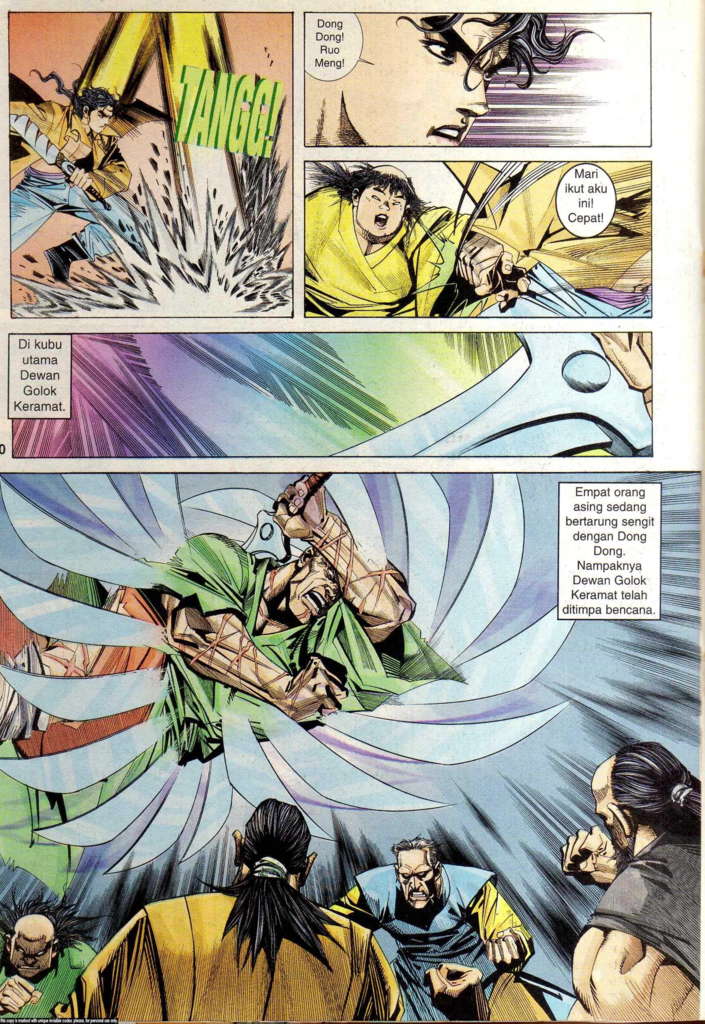 TANGG!
Dong
Dong!
Ruo
Meng!
Mari
ikut aku
ini!
Cepat!
Di kubu
utama
Dewan
Golok
Keramat.
0
Empat orang
asing sedang
bertarung sengit
dengan Dong
Dong.
Nampaknya
Dewan Golok
Keramat telah
ditimpa bencana.